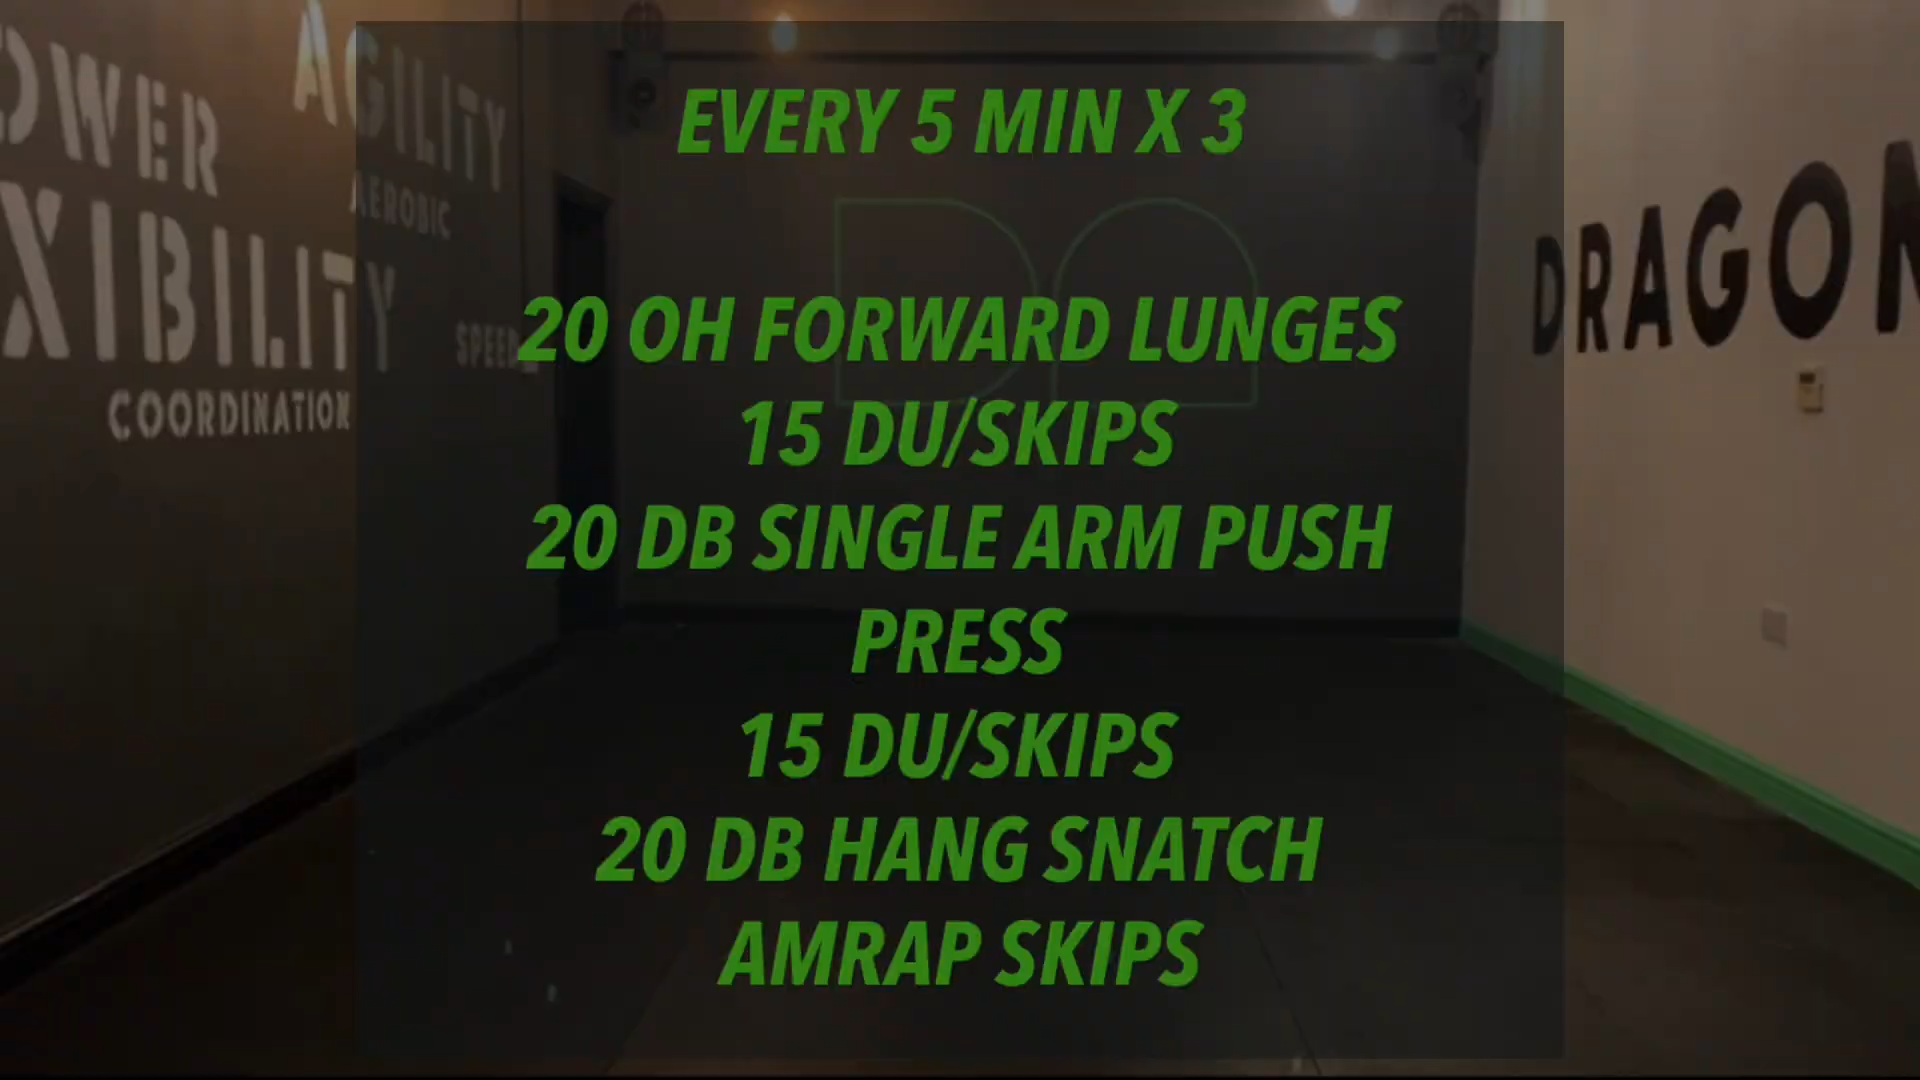 EVERY 5 MIN X 3
20 OH FORWARD LUNGES
15 DU/SKIPS
20 DB SINGLE ARM PUSH
PRESS
15 DU/SKIPS
20 DB HANG SNATCH
AMRAP SKIPS
AGILITY
AEROBIC
SPEED
COORDINATION